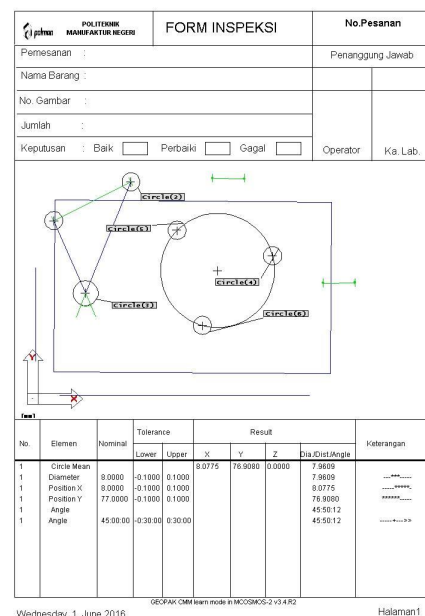 polman POLITEKNIK MANUFAKTUR NEGERI
FORM INSPEKSI
No.Pesanan
Pemesanan :
Penanggung Jawab
Nama Barang :
No. Gambar :
Jumlah :
Keputusan : Baik Perbaiki Gagal
Operator Ka. Lab.
Circle(2)
Circle(5)
Circle(4)
Circle(3)
Circle(6)
Y
X
[mm]
No. Elemen Nominal Tolerance Result Keterangan
Lower Upper X Y Z Dia./Dist./Angle
1 Circle Mean 8.0775 76.9080 0.0000 7.9609
1 Diameter 8.0000 -0.1000 0.1000 7.9609 ---***----
1 Position X 8.0000 -0.1000 0.1000 8.0775 -----*****-
1 Position Y 77.0000 -0.1000 0.1000 76.9080 ******-----
1 Angle 45:50:12
1 Angle 45:00:00 -0:30:00 0:30:00 45:50:12 -----+--->>
GEOPAK CMM learn mode in MCOSMOS-2 v3.4.R2
Wednesday, 1. June 2016
Halaman1